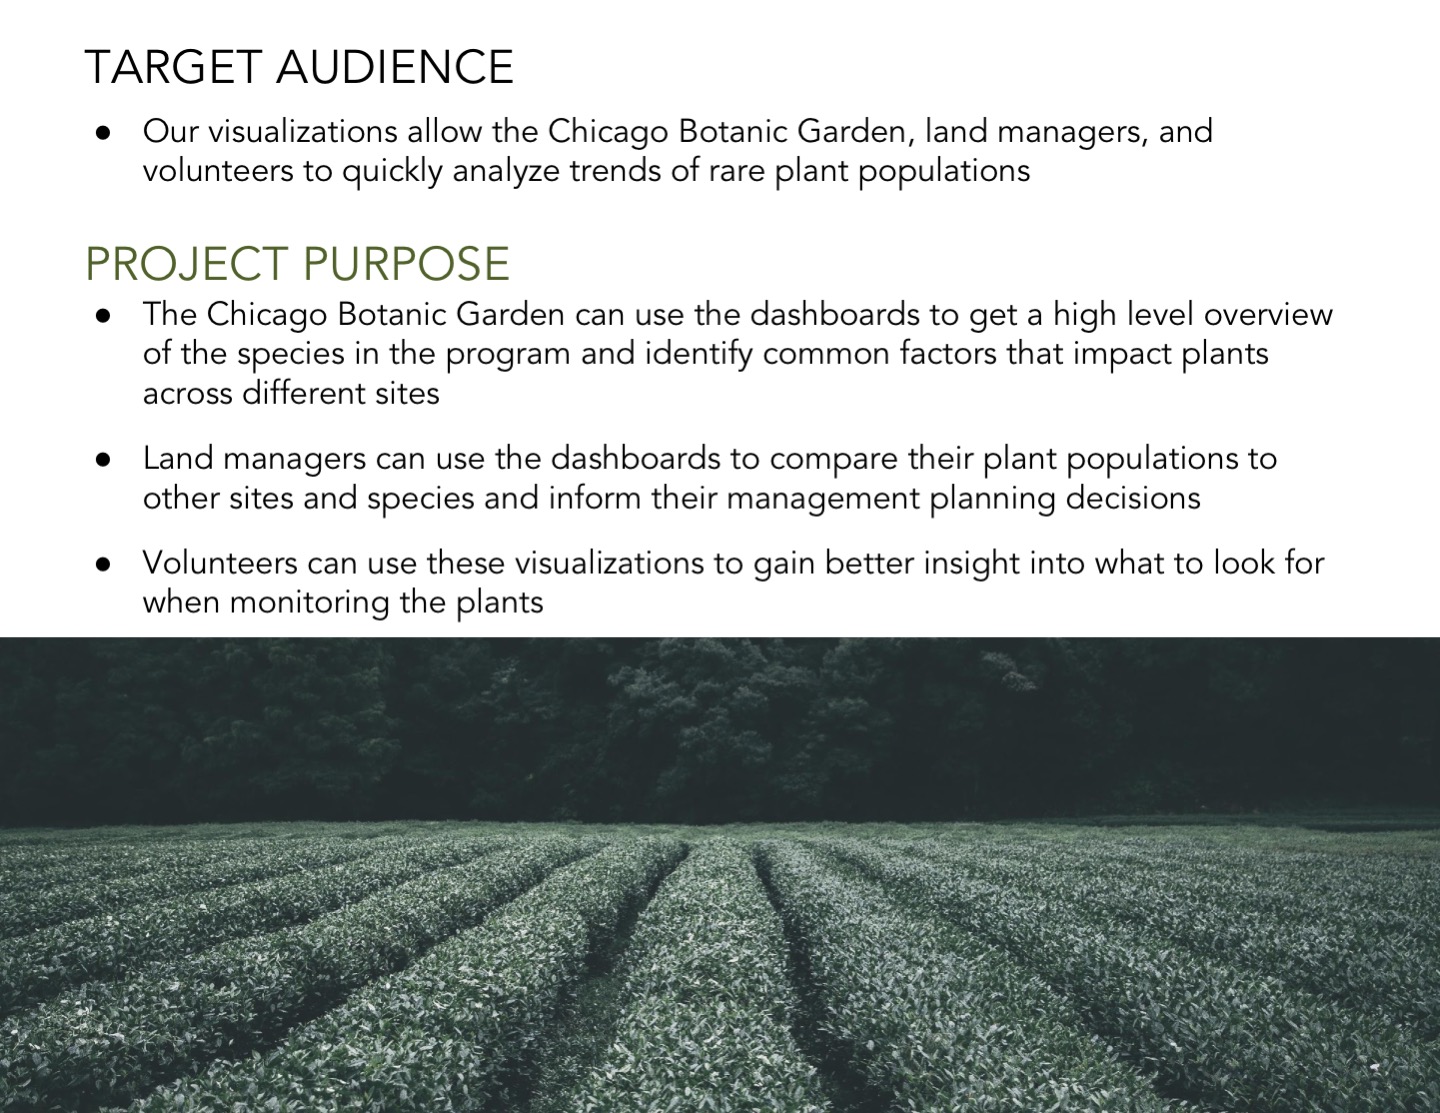 TARGET AUDIENCE
● Our visualizations allow the Chicago Botanic Garden, land managers, and
volunteers to quickly analyze trends of rare plant populations
PROJECT PURPOSE
● The Chicago Botanic Garden can use the dashboards to get a high level overview
of the species in the program and identify common factors that impact plants
across different sites
● Land managers can use the dashboards to compare their plant populations to
other sites and species and inform their management planning decisions
● Volunteers can use these visualizations to gain better insight into what to look for
when monitoring the plants